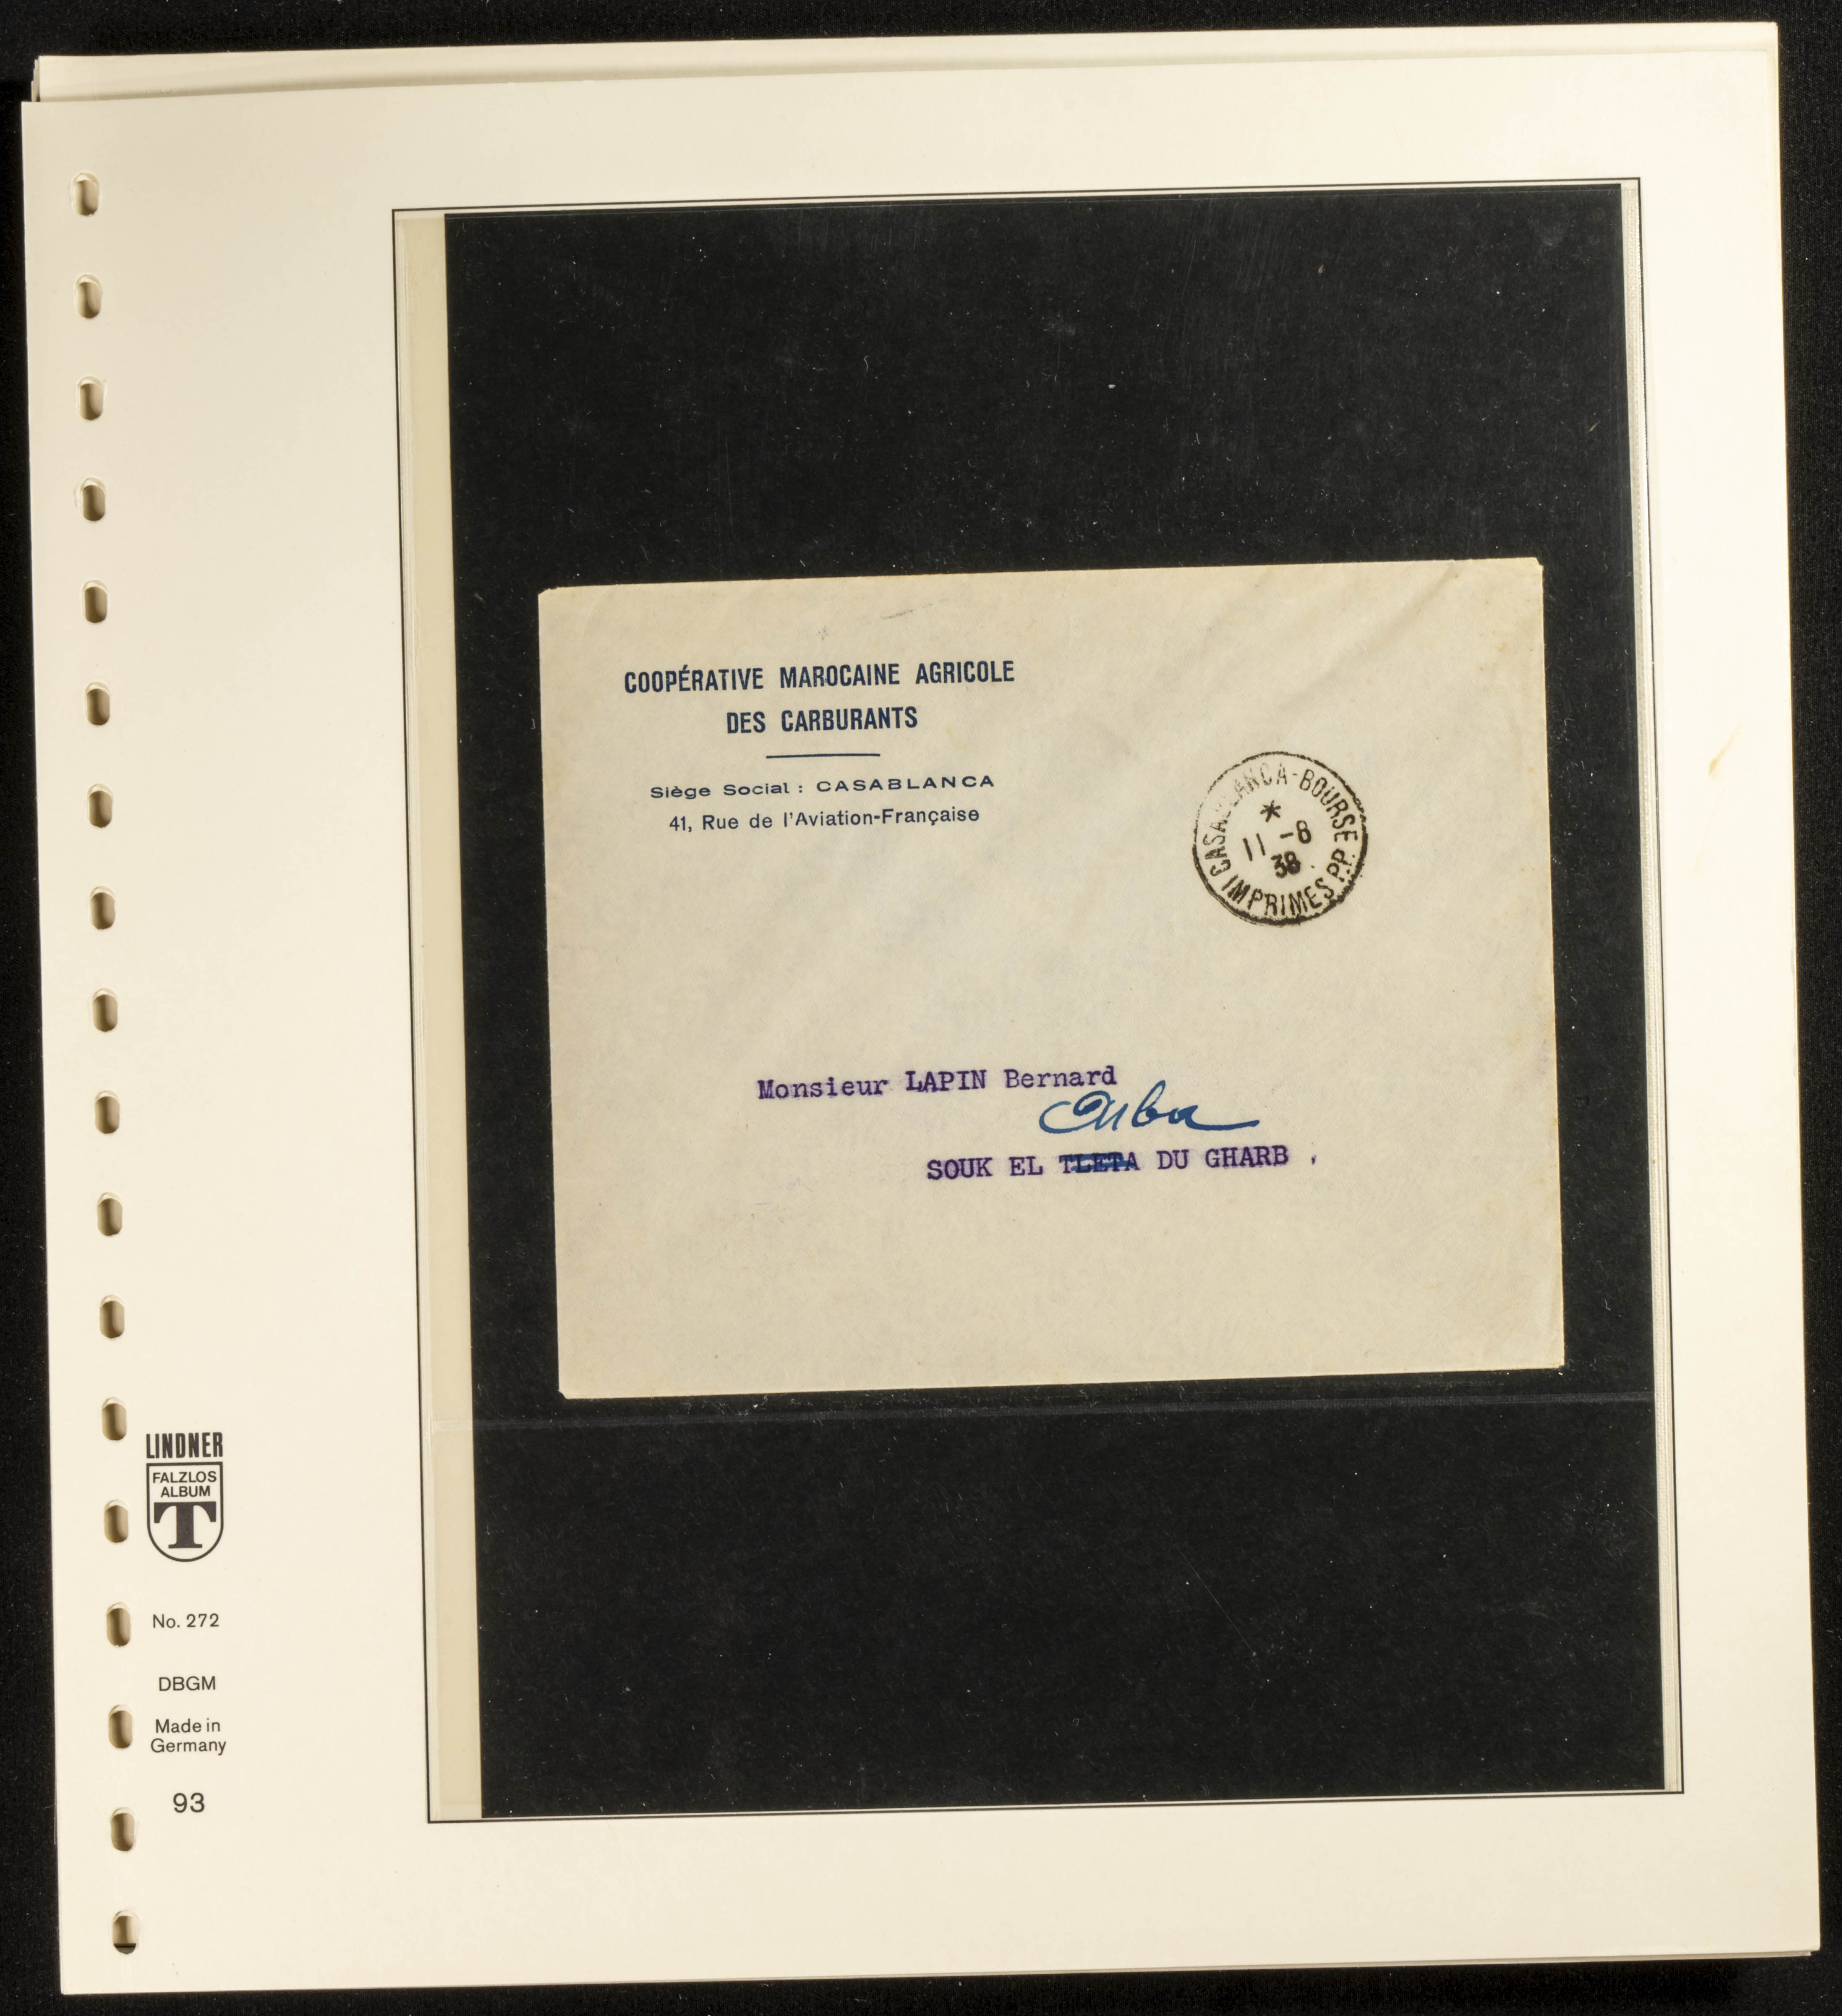 COOPÉRATIVE MAROCAINE AGRICOLE
DES CARBURANTS
Siège Social : CASABLANCA
41, Rue de l'Aviation-Française
CASABLANCA-BOURSE
*
11 -8
38
IMPRIMES P.P.
Monsieur LAPIN Bernard
Arba
SOUK EL TLETA DU GHARB .
LINDNER
FALZLOS
ALBUM
T
No. 272
DBGM
Made in
Germany
93